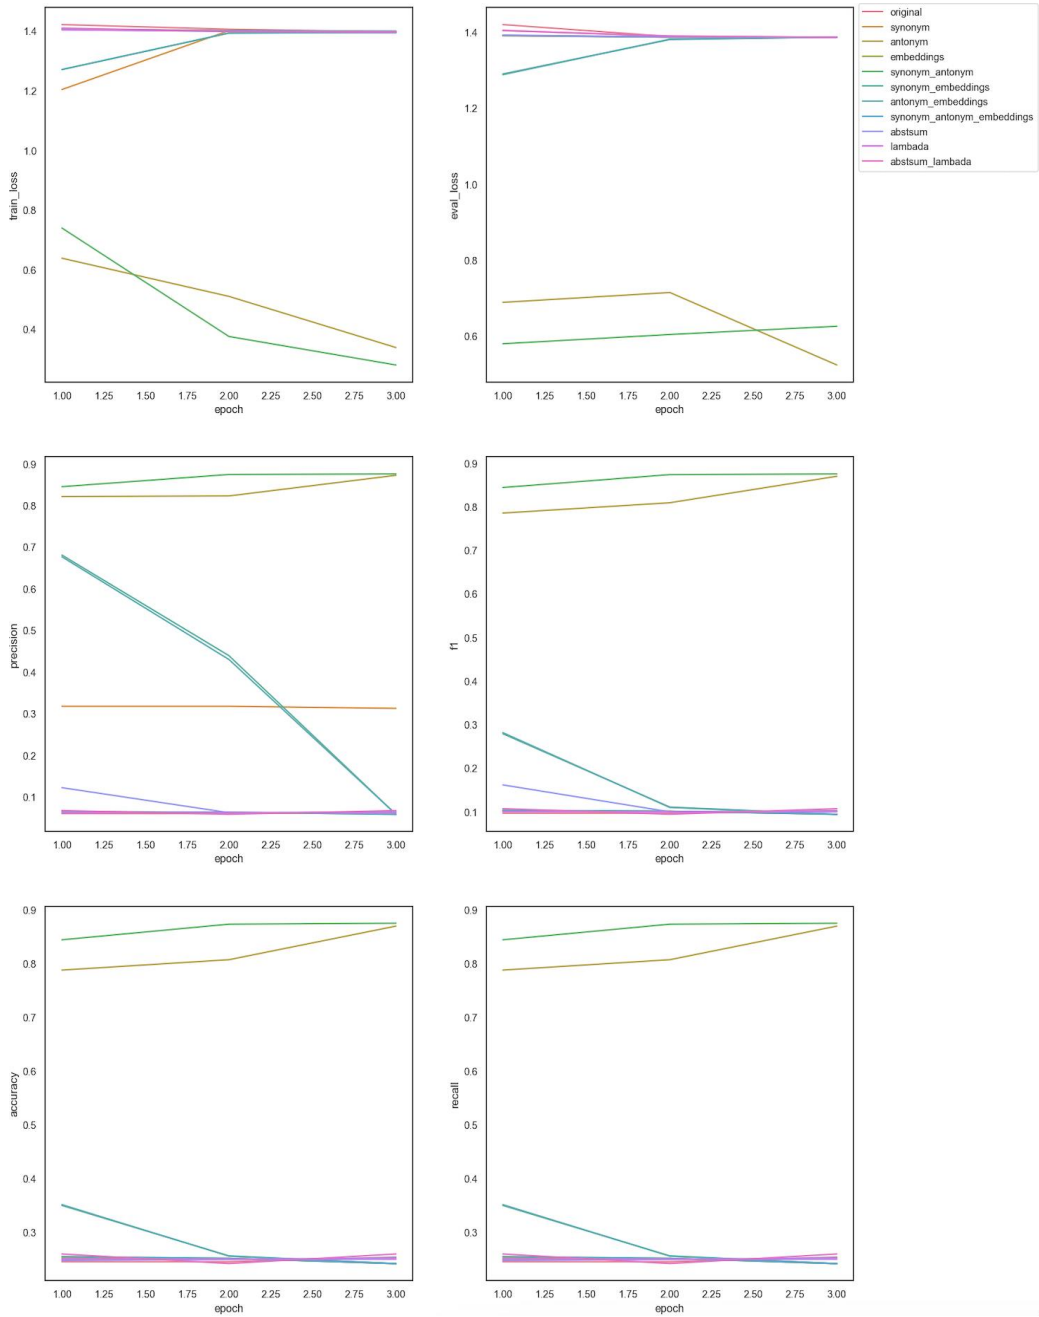 1.4
1.2
1.0
0.8
0.6
0.4
train_loss
1.00 1.25 1.50 1.75 2.00 2.25 2.50 2.75 3.00
epoch
1.4
1.2
1.0
0.8
0.6
eval_loss
1.00 1.25 1.50 1.75 2.00 2.25 2.50 2.75 3.00
epoch
original
synonym
antonym
embeddings
synonym_antonym
synonym_embeddings
antonym_embeddings
synonym_antonym_embeddings
abstsum
lambada
abstsum_lambada
0.9
0.8
0.7
0.6
0.5
0.4
0.3
0.2
0.1
precision
1.00 1.25 1.50 1.75 2.00 2.25 2.50 2.75 3.00
epoch
0.9
0.8
0.7
0.6
0.5
0.4
0.3
0.2
0.1
f1
1.00 1.25 1.50 1.75 2.00 2.25 2.50 2.75 3.00
epoch
0.9
0.8
0.7
0.6
0.5
0.4
0.3
accuracy
1.00 1.25 1.50 1.75 2.00 2.25 2.50 2.75 3.00
epoch
0.9
0.8
0.7
0.6
0.5
0.4
0.3
recall
1.00 1.25 1.50 1.75 2.00 2.25 2.50 2.75 3.00
epoch